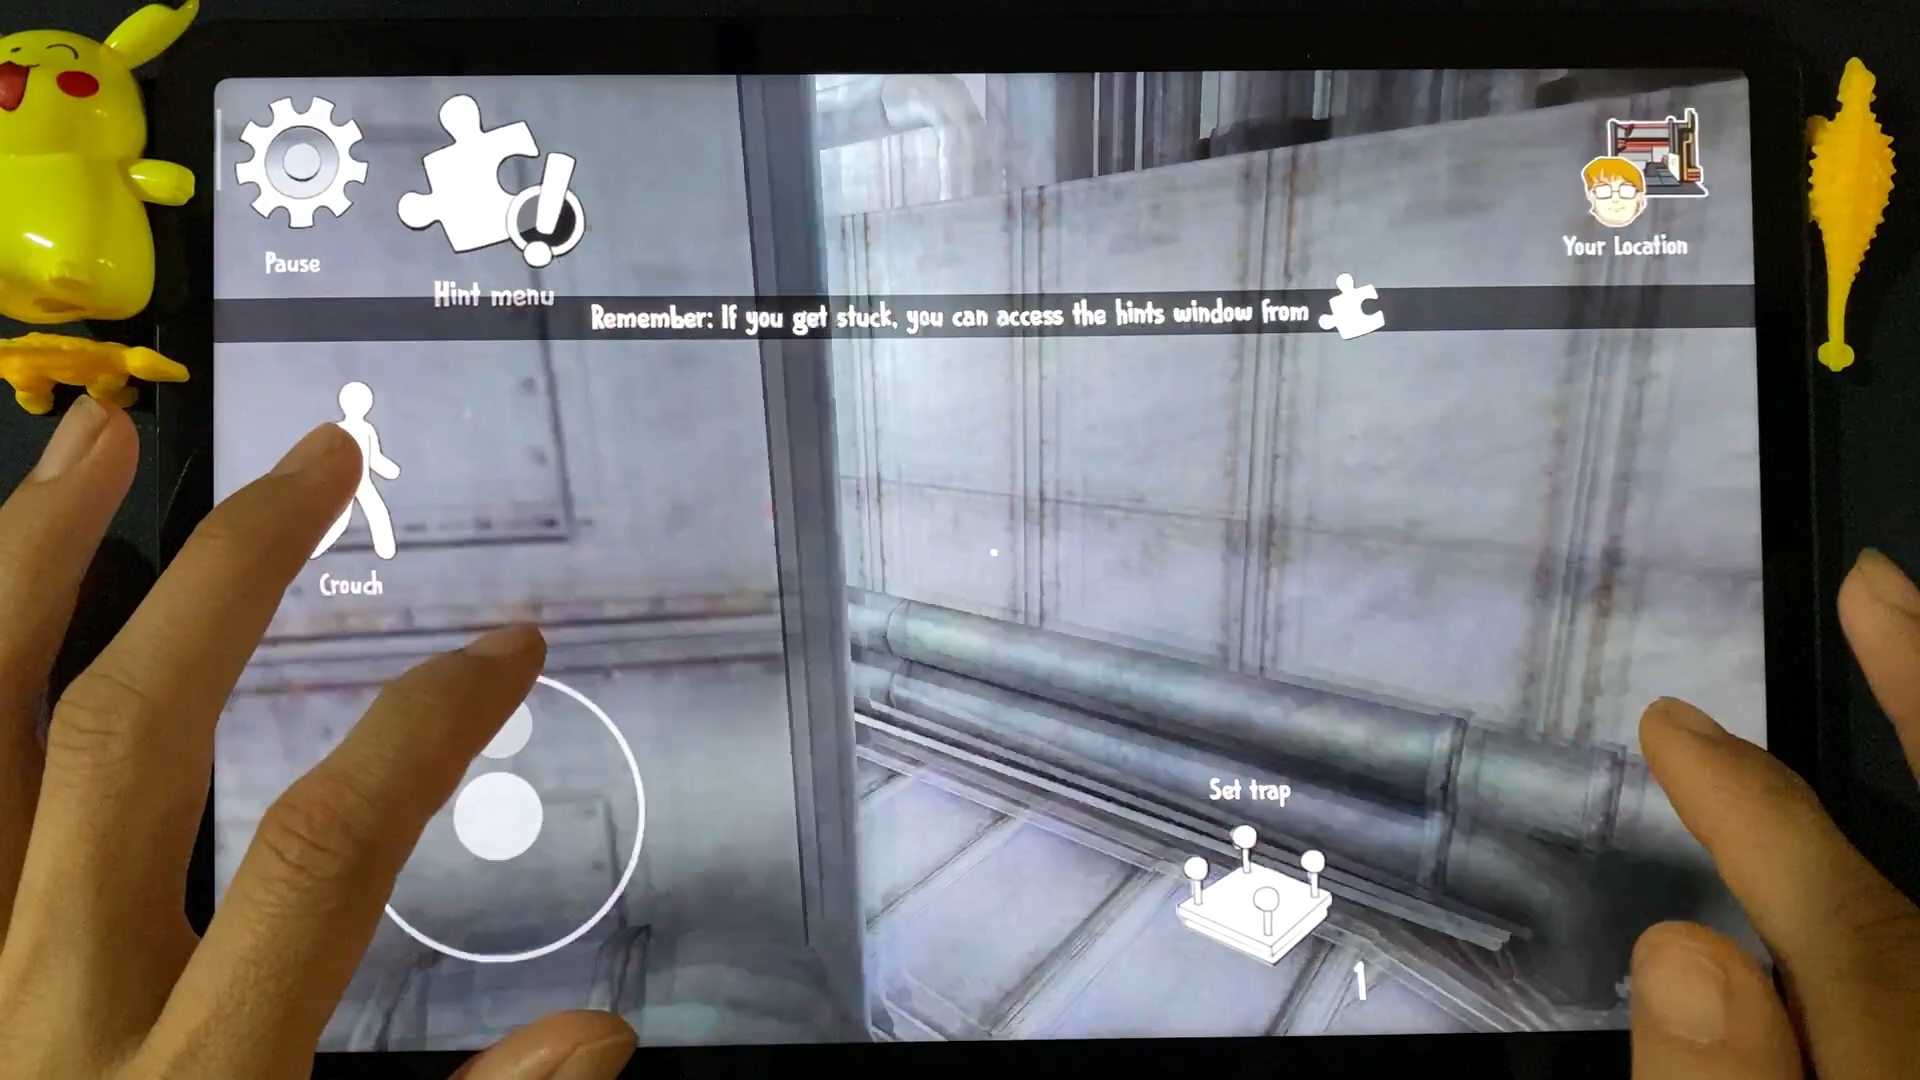 Pause
Hint menu
Your Location
Remember: If you get stuck, you can access the hints window from
Crouch
Set trap
1